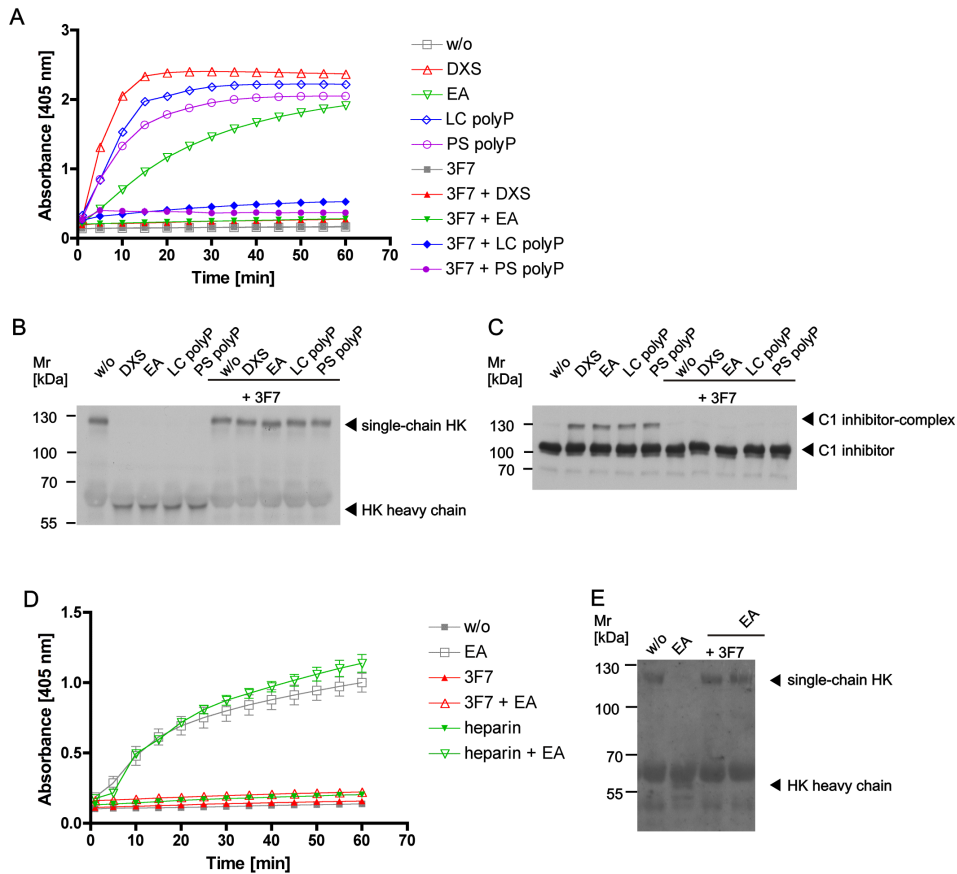 A
Absorbance [405 nm]
3
2
1
0
0 10 20 30 40 50 60 70
Time [min]
w/o
DXS
EA
LC polyP
PS polyP
3F7
3F7 + DXS
3F7 + EA
3F7 + LC polyP
3F7 + PS polyP
B
Mr
[kDa]
w/o DXS EA LC polyP PS polyP w/o DXS EA LC polyP PS polyP
+ 3F7
130
100
70
55
single-chain HK
HK heavy chain
C
Mr
[kDa]
w/o DXS EA LC polyP PS polyP w/o DXS EA LC polyP PS polyP
+ 3F7
130
100
70
C1 inhibitor-complex
C1 inhibitor
D
Absorbance [405 nm]
1.5
1.0
0.5
0.0
0 10 20 30 40 50 60 70
Time [min]
w/o
EA
3F7
3F7 + EA
heparin
heparin + EA
E
Mr
[kDa]
w/o EA EA
+ 3F7
130
100
70
55
single-chain HK
HK heavy chain